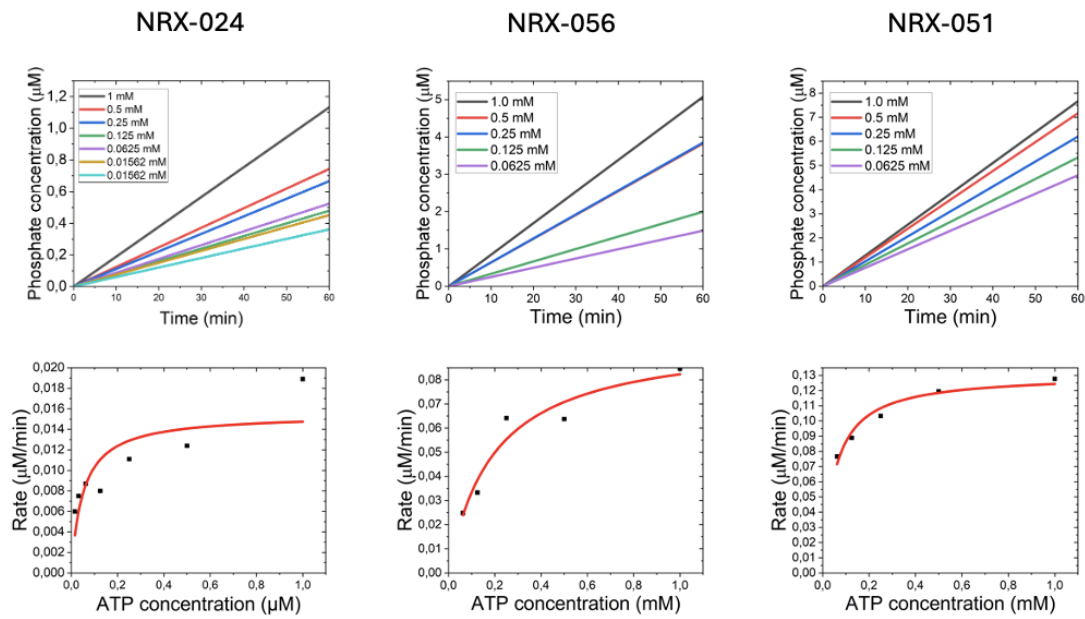 NRX-024
NRX-056
NRX-051
Phosphate concentration (µM)
1,2
1,0
0,8
0,6
0,4
0,2
0,0
1 mM
0.5 mM
0.25 mM
0.125 mM
0.0625 mM
0.01562 mM
0.01562 mM
0 10 20 30 40 50 60
Time (min)
Phosphate concentration (µM)
5
4
3
2
1
0
1.0 mM
0.5 mM
0.25 mM
0.125 mM
0.0625 mM
0 10 20 30 40 50 60
Time (min)
Phosphate concentration (µM)
8
7
6
5
4
3
2
1
0
1.0 mM
0.5 mM
0.25 mM
0.125 mM
0.0625 mM
0 10 20 30 40 50 60
Time (min)
Rate (µM/min)
0,020
0,018
0,016
0,014
0,012
0,010
0,008
0,006
0,004
0,002
0,000
0,0 0,2 0,4 0,6 0,8 1,0
ATP concentration (µM)
Rate (µM/min)
0,08
0,07
0,06
0,05
0,04
0,03
0,02
0,01
0,00
0,0 0,2 0,4 0,6 0,8 1,0
ATP concentration (mM)
Rate (µM/min)
0,13
0,12
0,11
0,10
0,09
0,08
0,07
0,06
0,05
0,04
0,03
0,02
0,01
0,00
0,0 0,2 0,4 0,6 0,8 1,0
ATP concentration (mM)